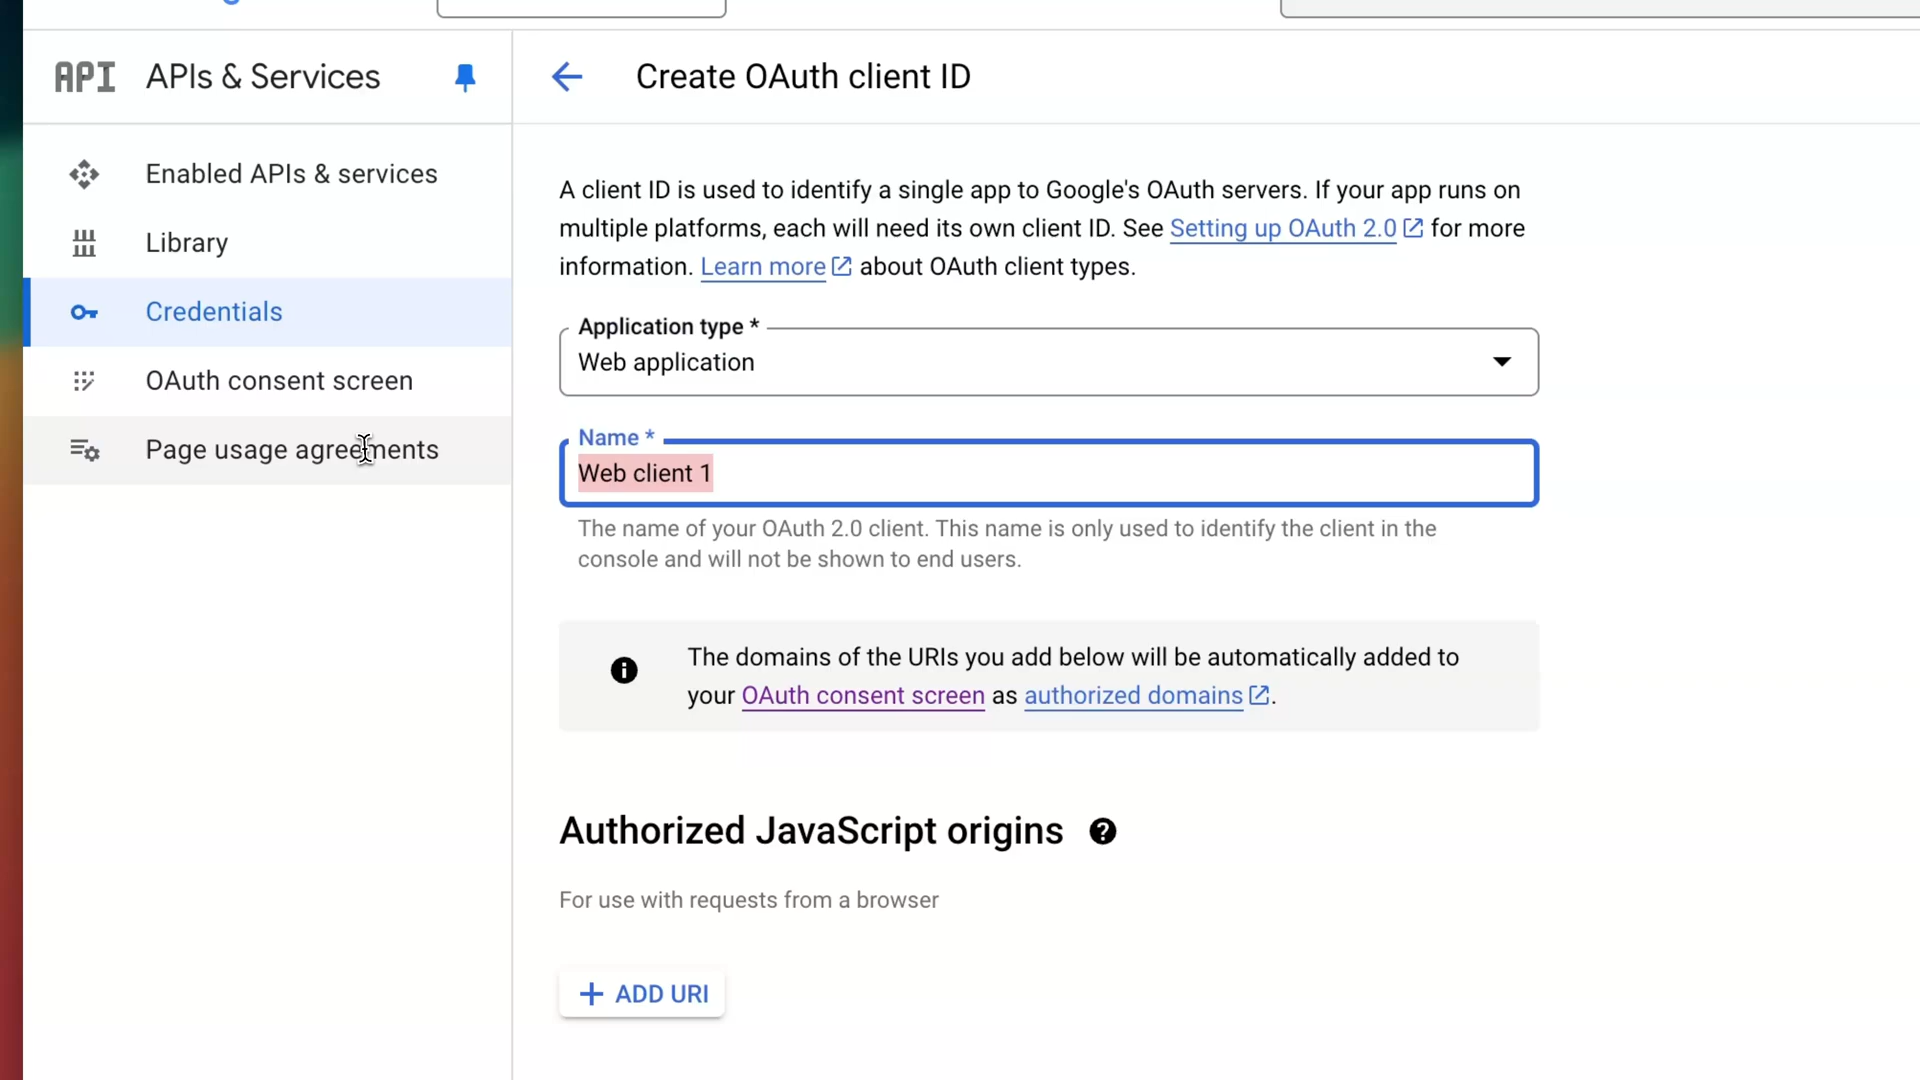 API APIs & Services
Enabled APIs & services
Library
Credentials
OAuth consent screen
Page usage agreements
Create OAuth client ID
A client ID is used to identify a single app to Google's OAuth servers. If your app runs on
multiple platforms, each will need its own client ID. See Setting up OAuth 2.0 for more
information. Learn more about OAuth client types.
Application type *
Web application
Name *
Web client 1
The name of your OAuth 2.0 client. This name is only used to identify the client in the
console and will not be shown to end users.
The domains of the URIs you add below will be automatically added to
your OAuth consent screen as authorized domains.
Authorized JavaScript origins
For use with requests from a browser
ADD URI